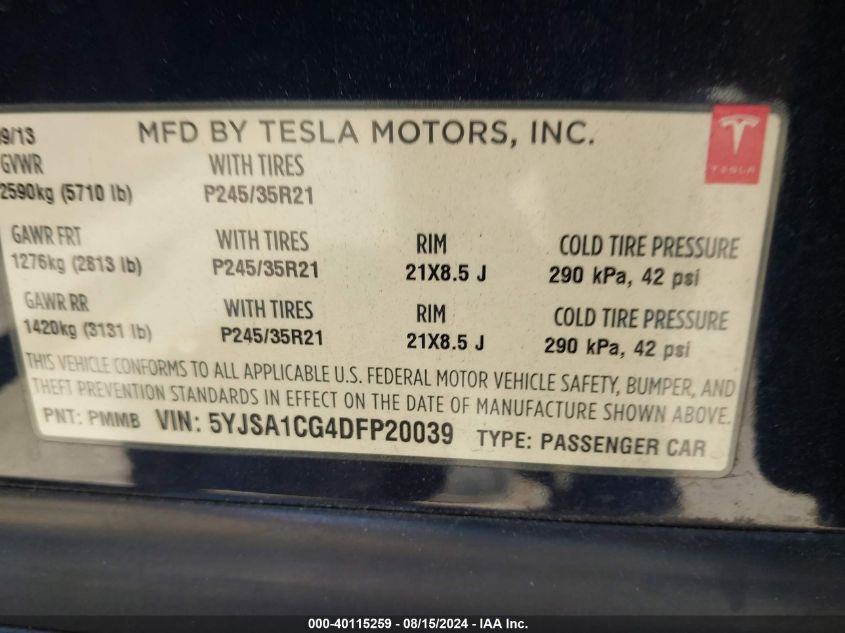 9/13 MFD BY TESLA MOTORS, INC.
TESLA
GVWR WITH TIRES
2590kg (5710 lb) P245/35R21
GAWR FRT WITH TIRES RIM COLD TIRE PRESSURE
1276kg (2813 lb) P245/35R21 21X8.5 J 290 kPa, 42 psi
GAWR RR WITH TIRES RIM COLD TIRE PRESSURE
1420kg (3131 lb) P245/35R21 21X8.5 J 290 kPa, 42 psi
THIS VEHICLE CONFORMS TO ALL APPLICABLE U.S. FEDERAL MOTOR VEHICLE SAFETY, BUMPER, AND
THEFT PREVENTION STANDARDS IN EFFECT ON THE DATE OF MANUFACTURE SHOWN ABOVE.
PNT: PMMB VIN: 5YJSA1CG4DFP20039 TYPE: PASSENGER CAR
000-40115259 - 08/15/2024 - IAA Inc.